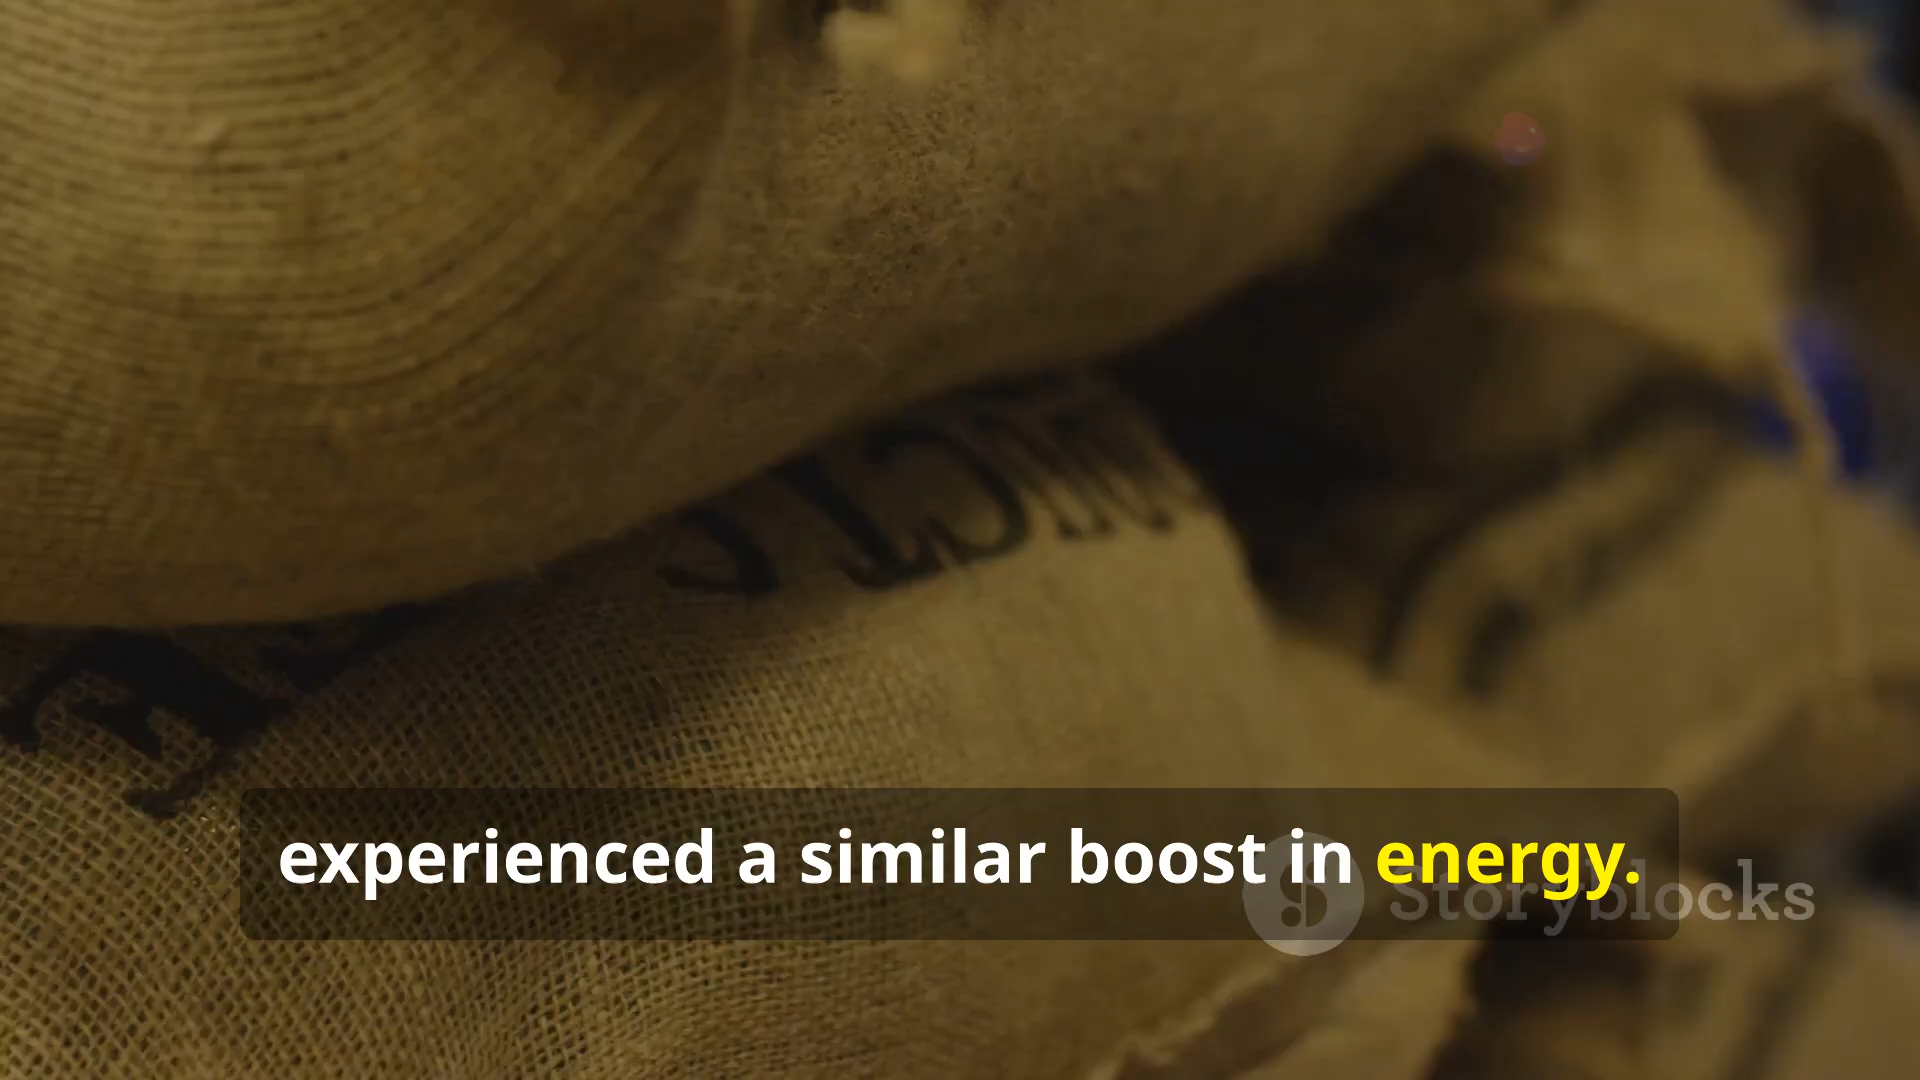 experienced a similar boost in energy.
Storyblocks